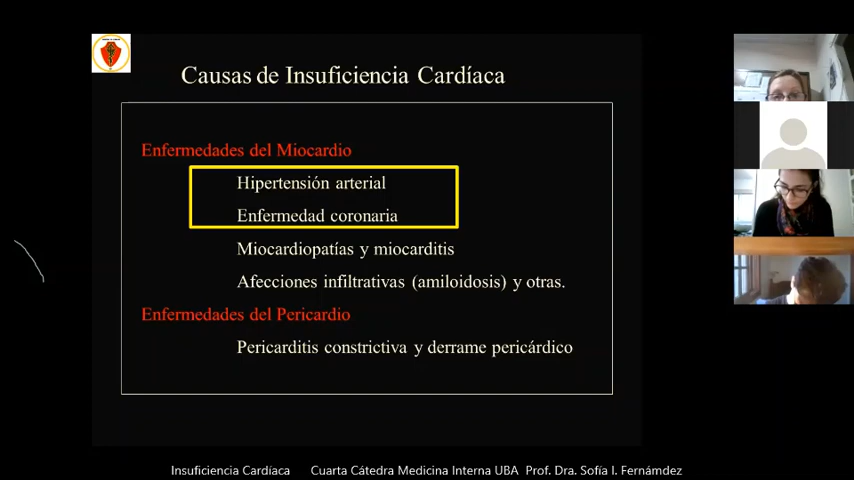 Causas de Insuficiencia Cardíaca
Enfermedades del Miocardio
Hipertensión arterial
Enfermedad coronaria
Miocardiopatías y miocarditis
Afecciones infiltrativas (amiloidosis) y otras.
Enfermedades del Pericardio
Pericarditis constrictiva y derrame pericárdico
Insuficiencia Cardíaca Cuarta Cátedra Medicina Interna UBA Prof. Dra. Sofía I. Fernámdez